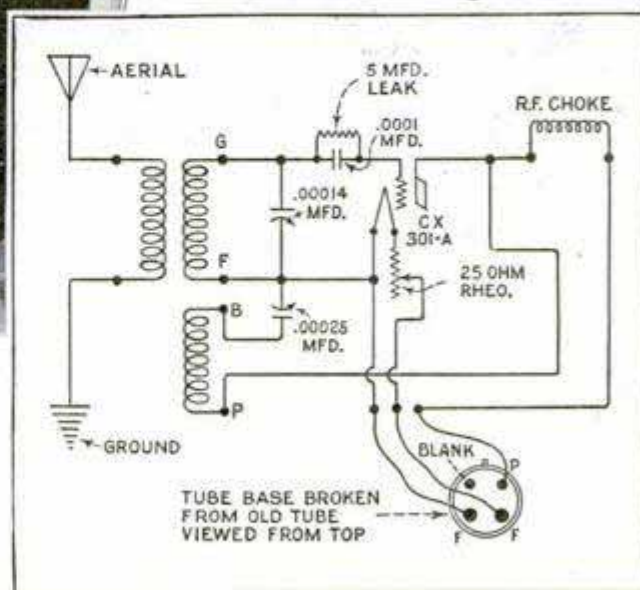 AERIAL
5 MFD.
LEAK
.0001
MFD.
R.F. CHOKE
G
.00014
MFD.
CX
301-A
F
25 OHM
RHEO.
B
.00025
MFD.
P
GROUND
BLANK
P
TUBE BASE BROKEN
FROM OLD TUBE
VIEWED FROM TOP
F
F